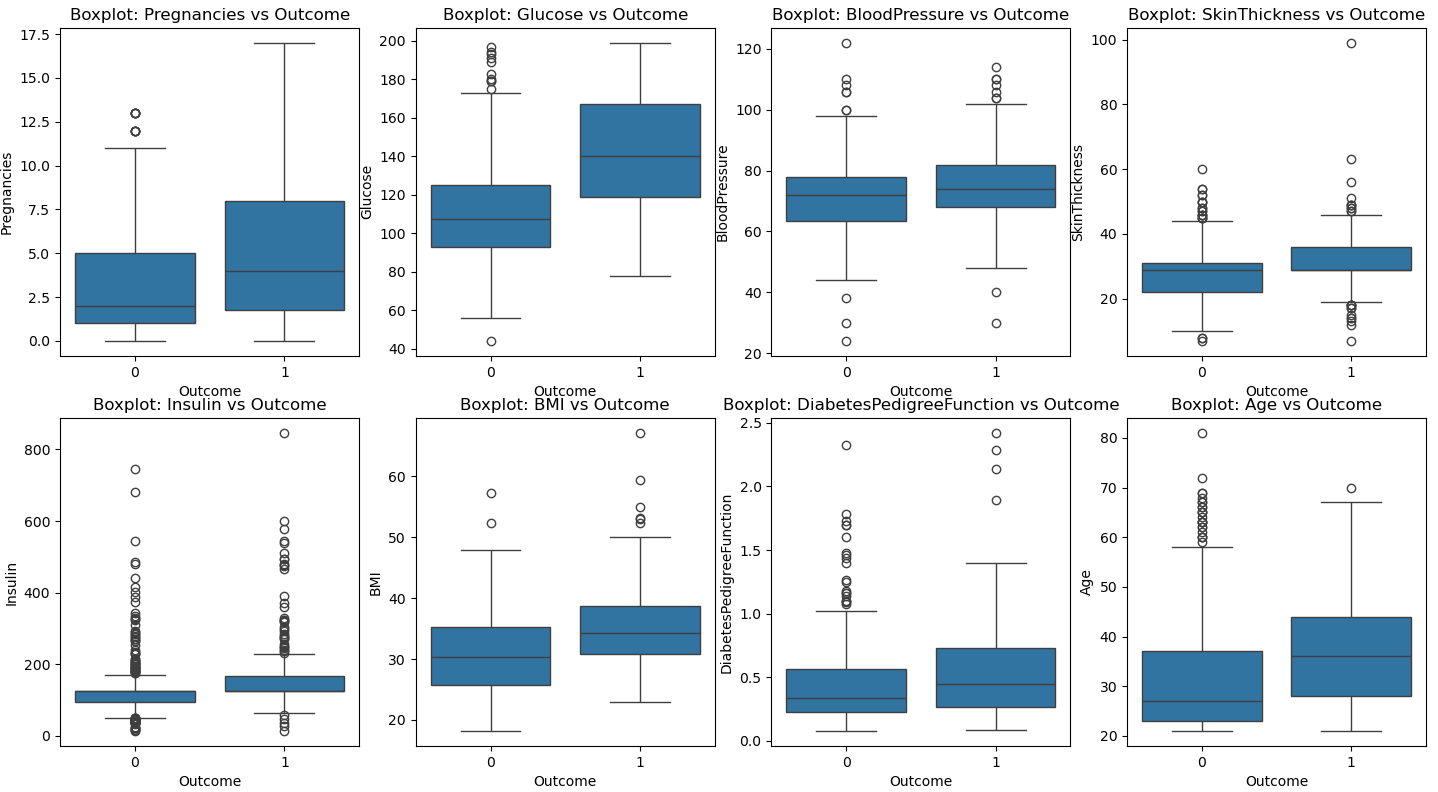 Boxplot: Pregnancies vs Outcome
Pregnancies
17.5
15.0
12.5
10.0
7.5
5.0
2.5
0.0
0 1
Outcome
Boxplot: Glucose vs Outcome
Glucose
200
180
160
140
120
100
80
60
40
0 1
Outcome
Boxplot: BloodPressure vs Outcome
BloodPressure
120
100
80
60
40
20
0 1
Outcome
Boxplot: SkinThickness vs Outcome
SkinThickness
100
80
60
40
20
0 1
Outcome
Boxplot: Insulin vs Outcome
Insulin
800
600
400
200
0
0 1
Outcome
Boxplot: BMI vs Outcome
BMI
60
50
40
30
20
0 1
Outcome
Boxplot: DiabetesPedigreeFunction vs Outcome
DiabetesPedigreeFunction
2.5
2.0
1.5
1.0
0.5
0.0
0 1
Outcome
Boxplot: Age vs Outcome
Age
80
70
60
50
40
30
20
0 1
Outcome